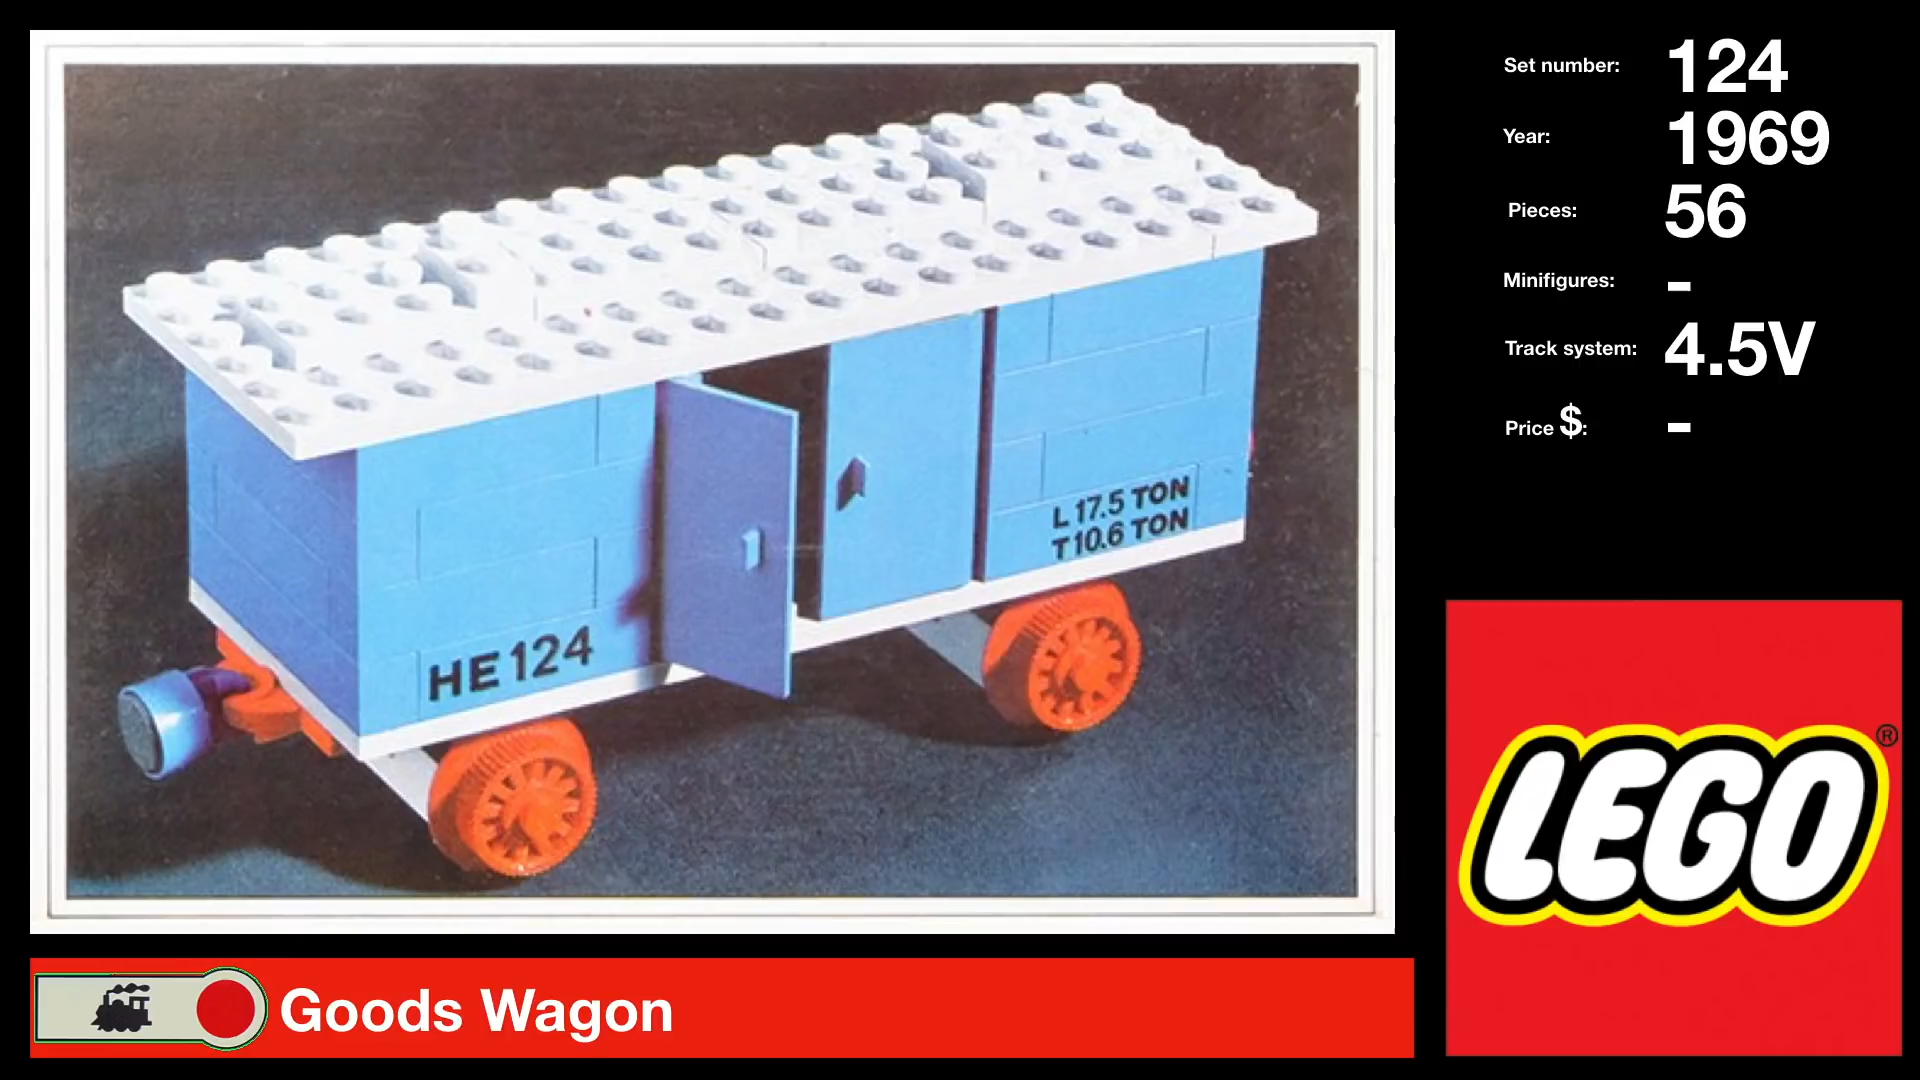 Set number: 124
Year: 1969
Pieces: 56
Minifigures: -
Track system: 4.5V
Price $: -
L 17.5 TON
T 10.6 TON
HE 124
LEGO®
Goods Wagon